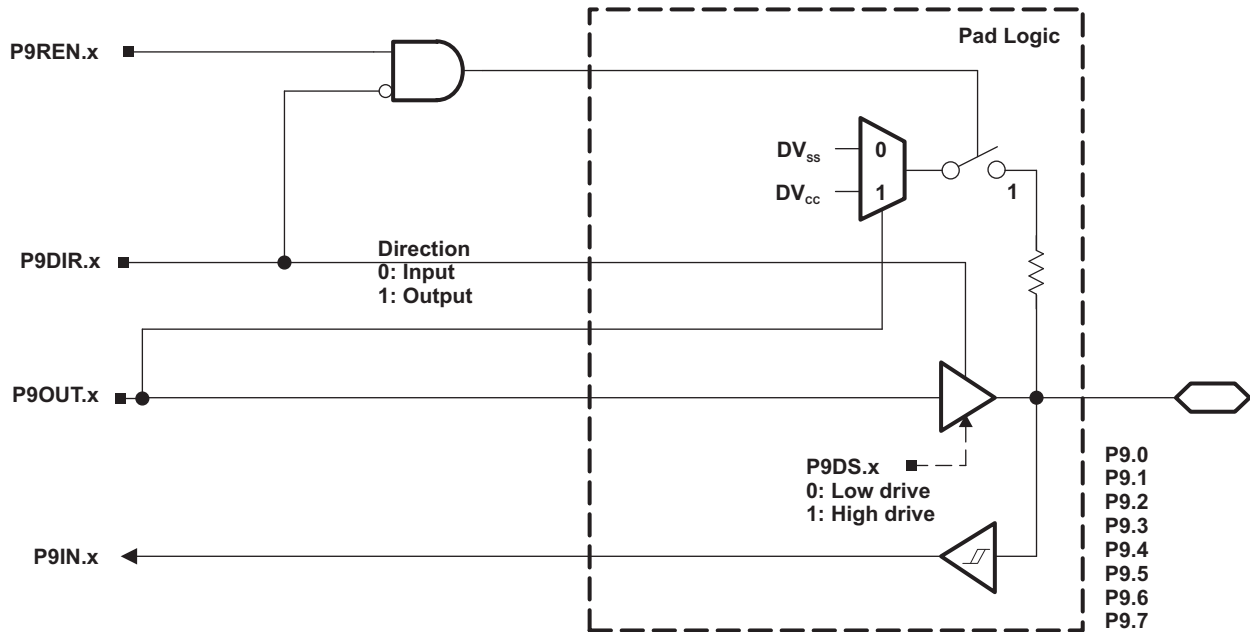 Pad Logic
P9REN.x
DVss
0
DVcc
1
1
P9DIR.x
Direction
0: Input
1: Output
P9OUT.x
P9DS.x
0: Low drive
1: High drive
P9IN.x
P9.0
P9.1
P9.2
P9.3
P9.4
P9.5
P9.6
P9.7